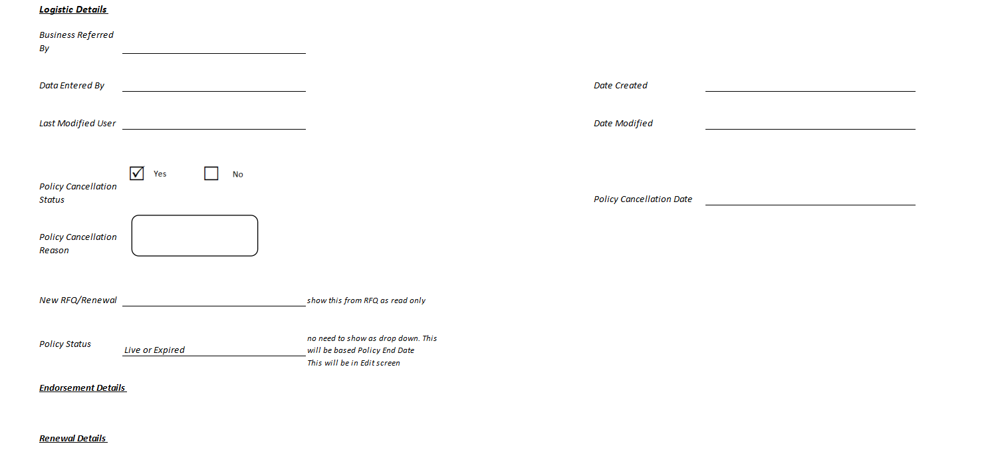 Logistic Details
Business Referred
By
Data Entered By
Date Created
Last Modified User
Date Modified
Yes No
Policy Cancellation
Status
Policy Cancellation Date
Policy Cancellation
Reason
New RFQ/Renewal
show this from RFQ as read only
Policy Status
Live or Expired
no need to show as drop down. This
will be based Policy End Date
This will be in Edit screen
Endorsement Details
Renewal Details